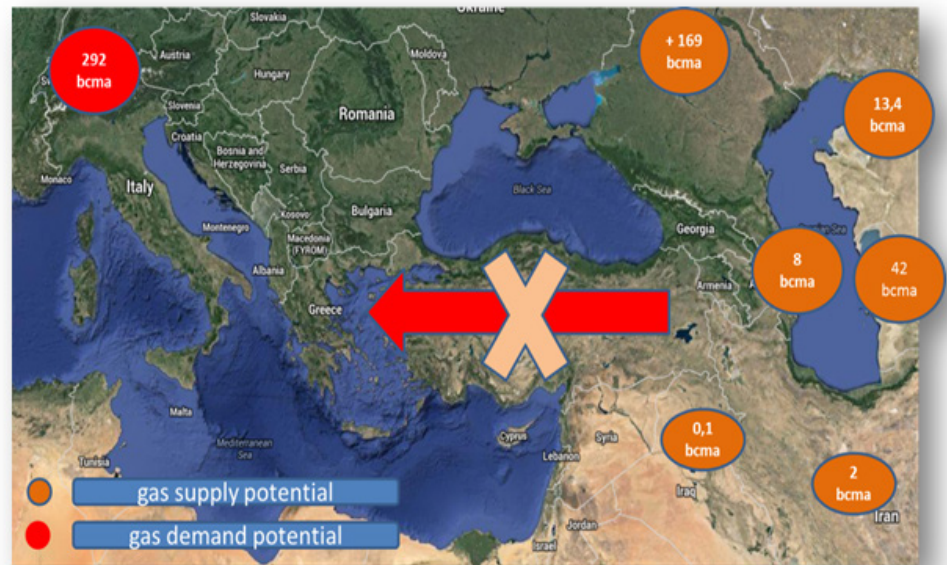 Ukraine
Slovakia
292
bcma
Austria
Moldova
+ 169
bcma
Hungary
Slovenia
Romania
13,4
bcma
Croatia
Bosnia and
Herzegovina
Serbia
Monaco
Italy
Black Sea
Kosovo
Bulgaria
Montenegro
Georgia
Macedonia
(FYROM)
8
bcma
42
bcma
Albania
Armenia
Greece
Malta
Cyprus
Syria
0,1
bcma
Mediterranean
Sea
Lebanon
Tunisia
2
bcma
gas supply potential
Iraq
Iran
gas demand potential
Jordan
Israel